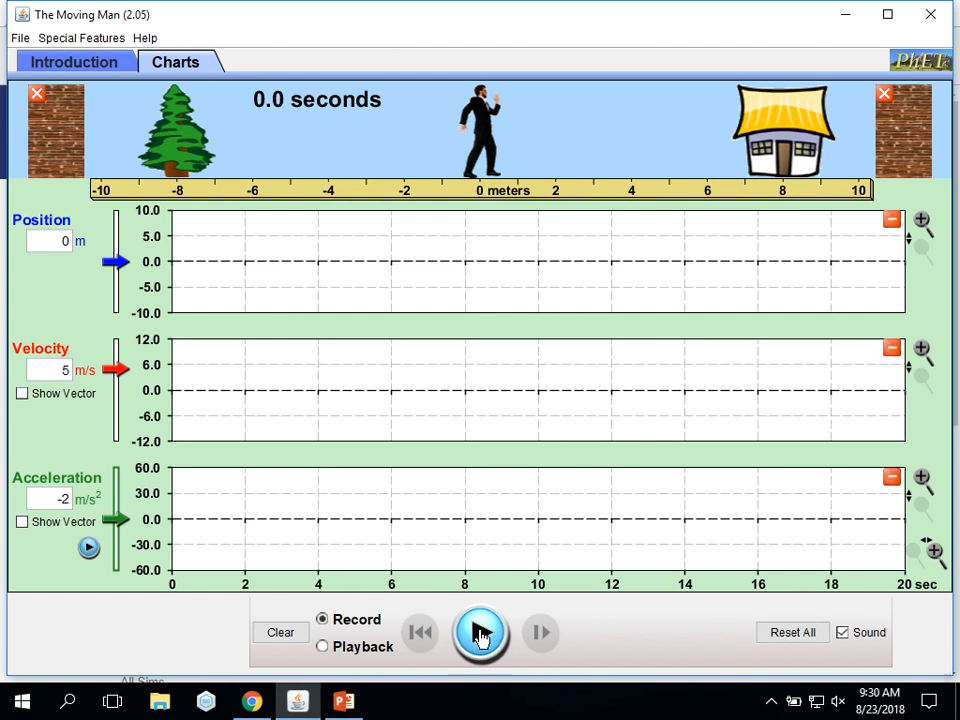 The Moving Man (2.05)
File Special Features Help
Introduction Charts
PhET
0.0 seconds
-10 -8 -6 -4 -2 0 meters 2 4 6 8 10
Position
0 m
10.0
5.0
0.0
-5.0
-10.0
Velocity
5 m/s
Show Vector
12.0
6.0
0.0
-6.0
-12.0
Acceleration
-2 m/s2
Show Vector
60.0
30.0
0.0
-30.0
-60.0
0 2 4 6 8 10 12 14 16 18 20 sec
Clear
Record
Playback
Reset All
Sound
All Sims
9:30 AM
8/23/2018